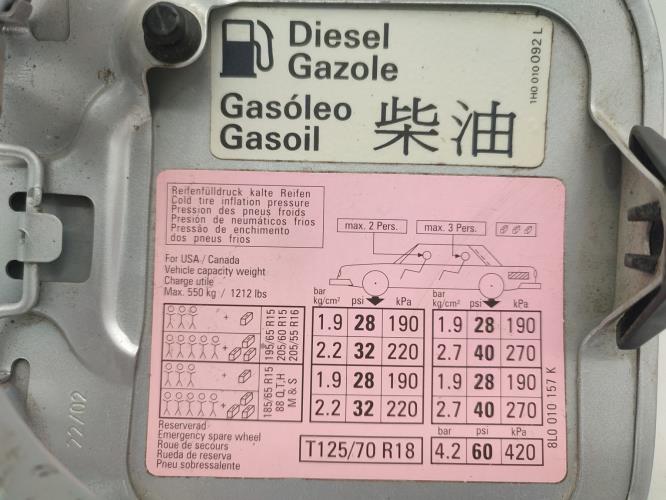 Diesel
Gazole
Gasóleo
Gasoil
柴油
1H0 010 092 L
Reifenfülldruck kalte Reifen
Cold tire inflation pressure
Pression des pneus froids
Presión de neumáticos frios
Pressão de enchimento
dos pneus frios
For USA / Canada
Vehicle capacity weight
Charge utile
Max. 550 kg / 1212 lbs
max. 2 Pers.
max. 3 Pers.
bar psi kPa bar psi kPa
kg/cm² kg/cm²
195/65 R15
205/60 R15
205/55 R16
+ 1.9 28 190 1.9 28 190
+ 2.2 32 220 2.7 40 270
185/65 R15
88 Q.T.H
M & S
+ 1.9 28 190 1.9 28 190
+ 2.2 32 220 2.7 40 270
8L0 010 157 K
Reserverad
Emergency spare wheel
Roue de secours
Rueda de reserva
Pneu sobressalente
T125/70 R18
bar psi kPa
4.2 60 420
22/02